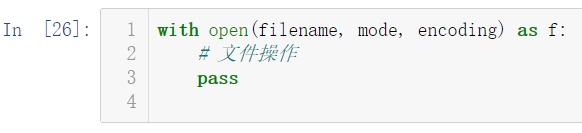 In [26]:
1 with open(filename, mode, encoding) as f:
2     # 文件操作
3     pass
4